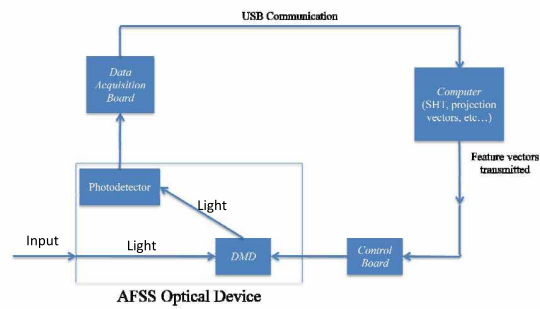 USB Communication
Data
Acquisition
Board
Computer
(SHT, projection
vectors, etc…)
Feature vectors
transmitted
Photodetector
Light
Input
Light
DMD
Control
Board
AFSS Optical Device